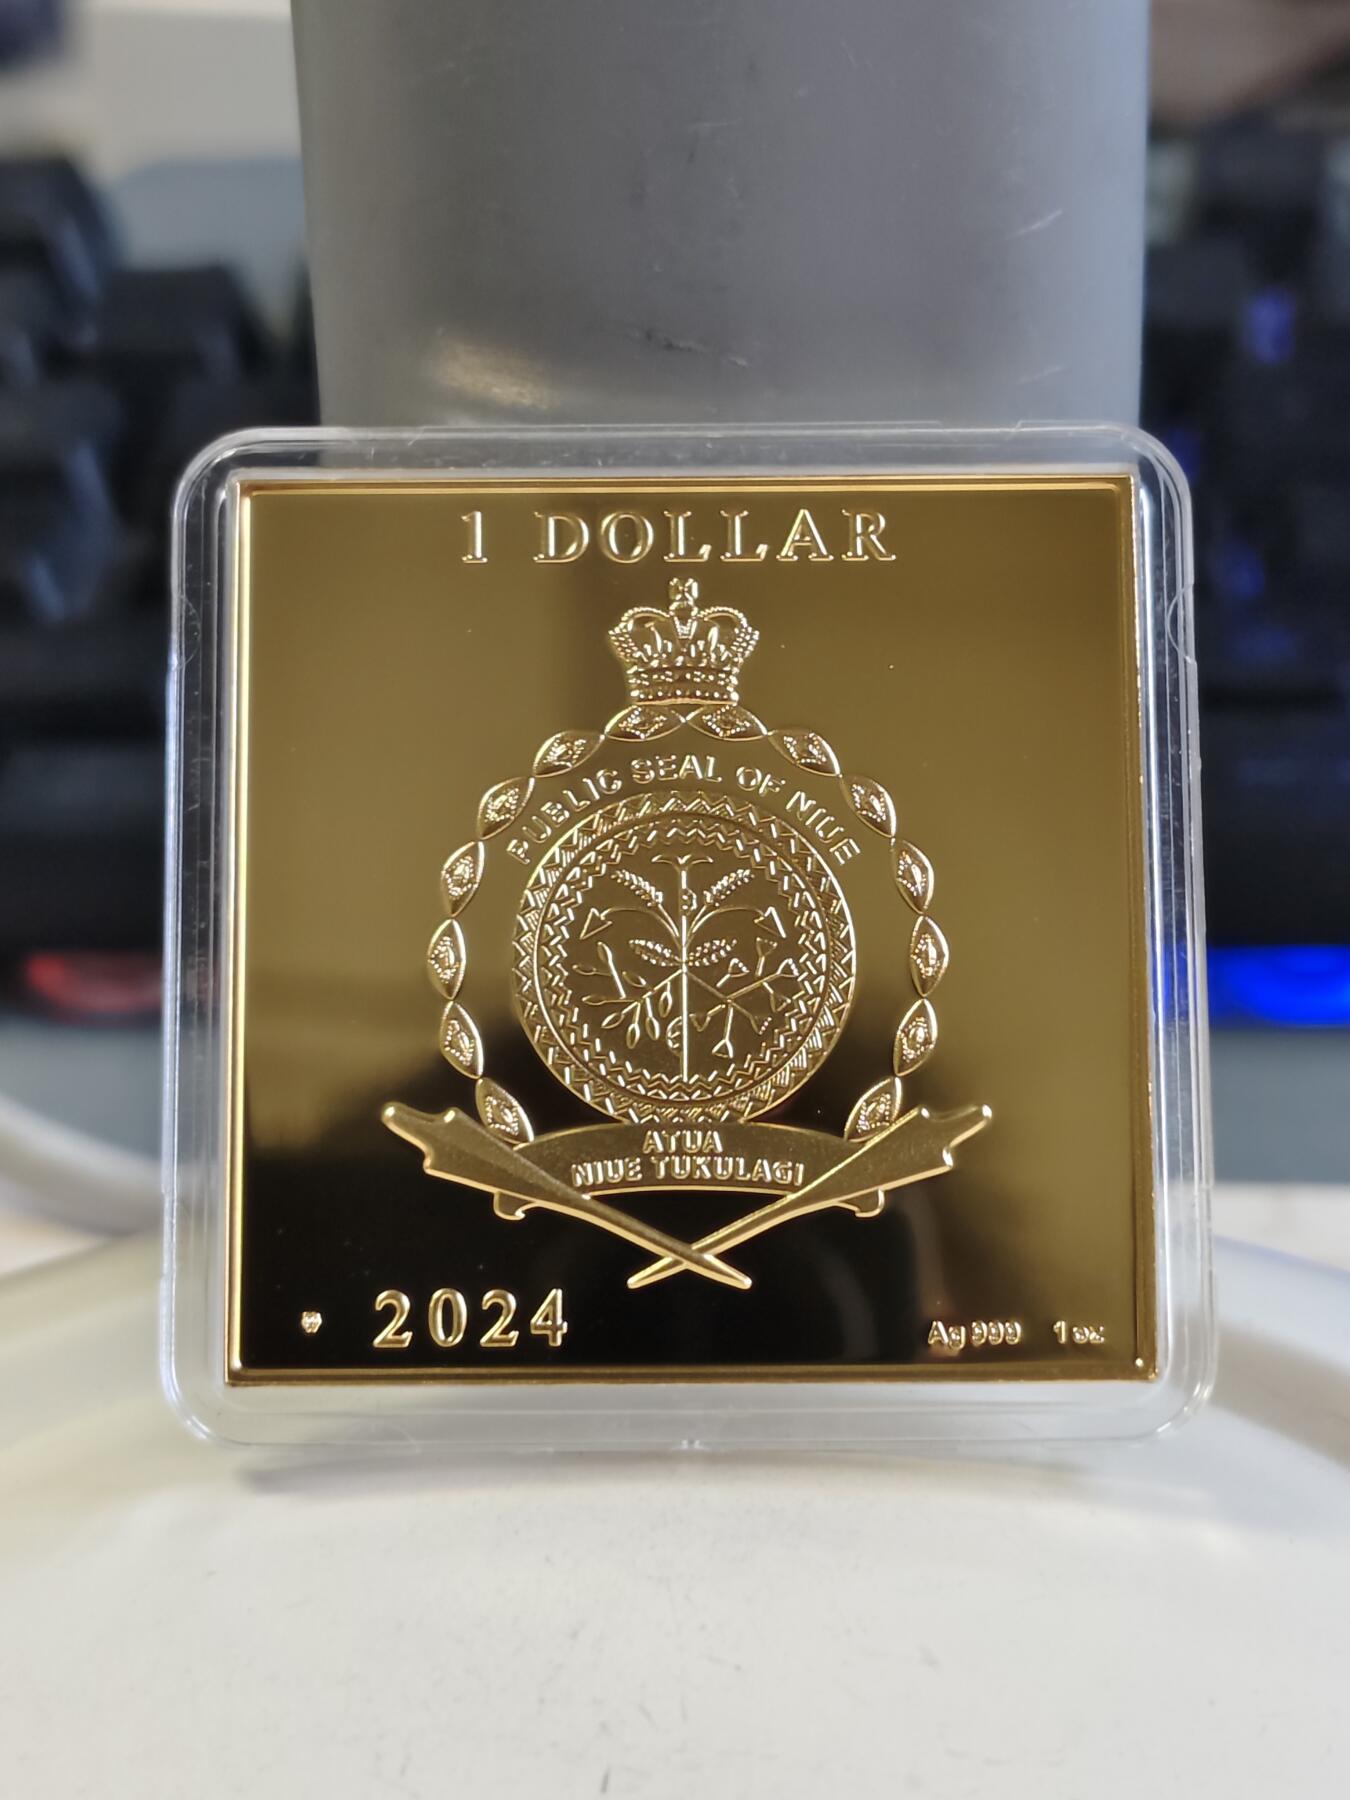 1 DOLLAR
PUBLIC SEAL OF NIUE
ATUA
NIUE TUKULAGI
2024
Ag 999 1 oz